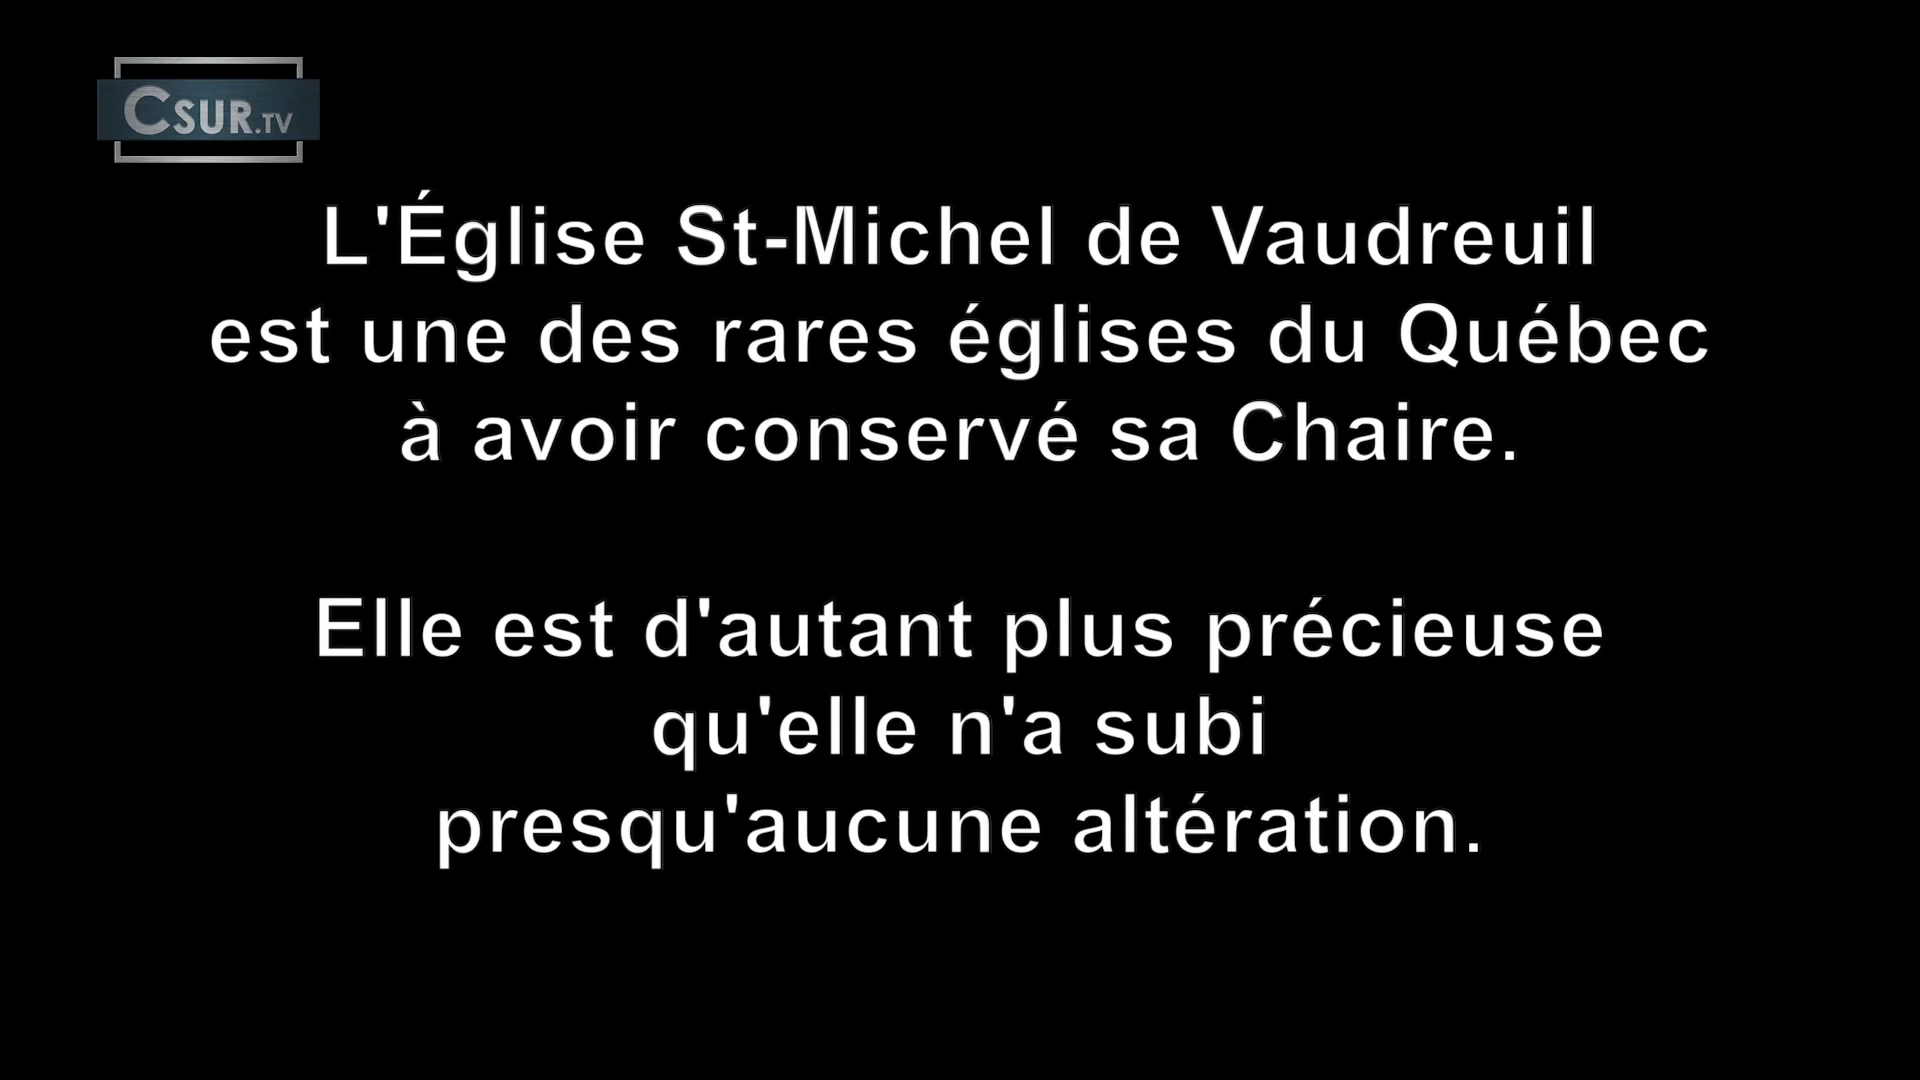 CSUR.TV
L'Église St-Michel de Vaudreuil
est une des rares églises du Québec
à avoir conservé sa Chaire.
Elle est d'autant plus précieuse
qu'elle n'a subi
presqu'aucune altération.